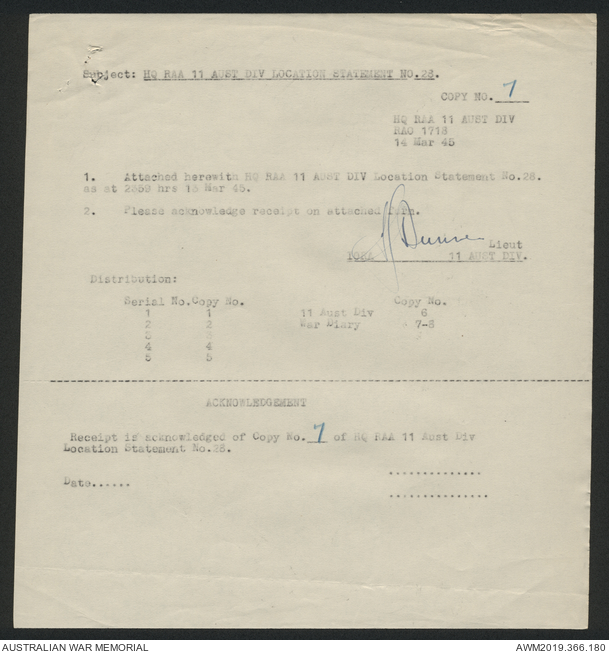 Subject: HQ RAA 11 AUST DIV LOCATION STATEMENT NO.28.
COPY NO. 7
HQ RAA 11 AUST DIV
RAO 1718
14 Mar 45
1. Attached herewith HQ RAA 11 AUST DIV Location Statement No.28.
as at 2359 hrs 13 Mar 45.
2. Please acknowledge receipt on attached form.
Lieut
11 AUST DIV.
Distribution:
Serial No. Copy No. Copy No.
1 1 11 Aust Div 6
2 2 War Diary 7-8
3 3
4 4
5 5
ACKNOWLEDGEMENT
Receipt is acknowledged of Copy No. 7 of HQ RAA 11 Aust Div
Location Statement No.28.
..............
Date......
...............
AUSTRALIAN WAR MEMORIAL
AWM2019.366.180